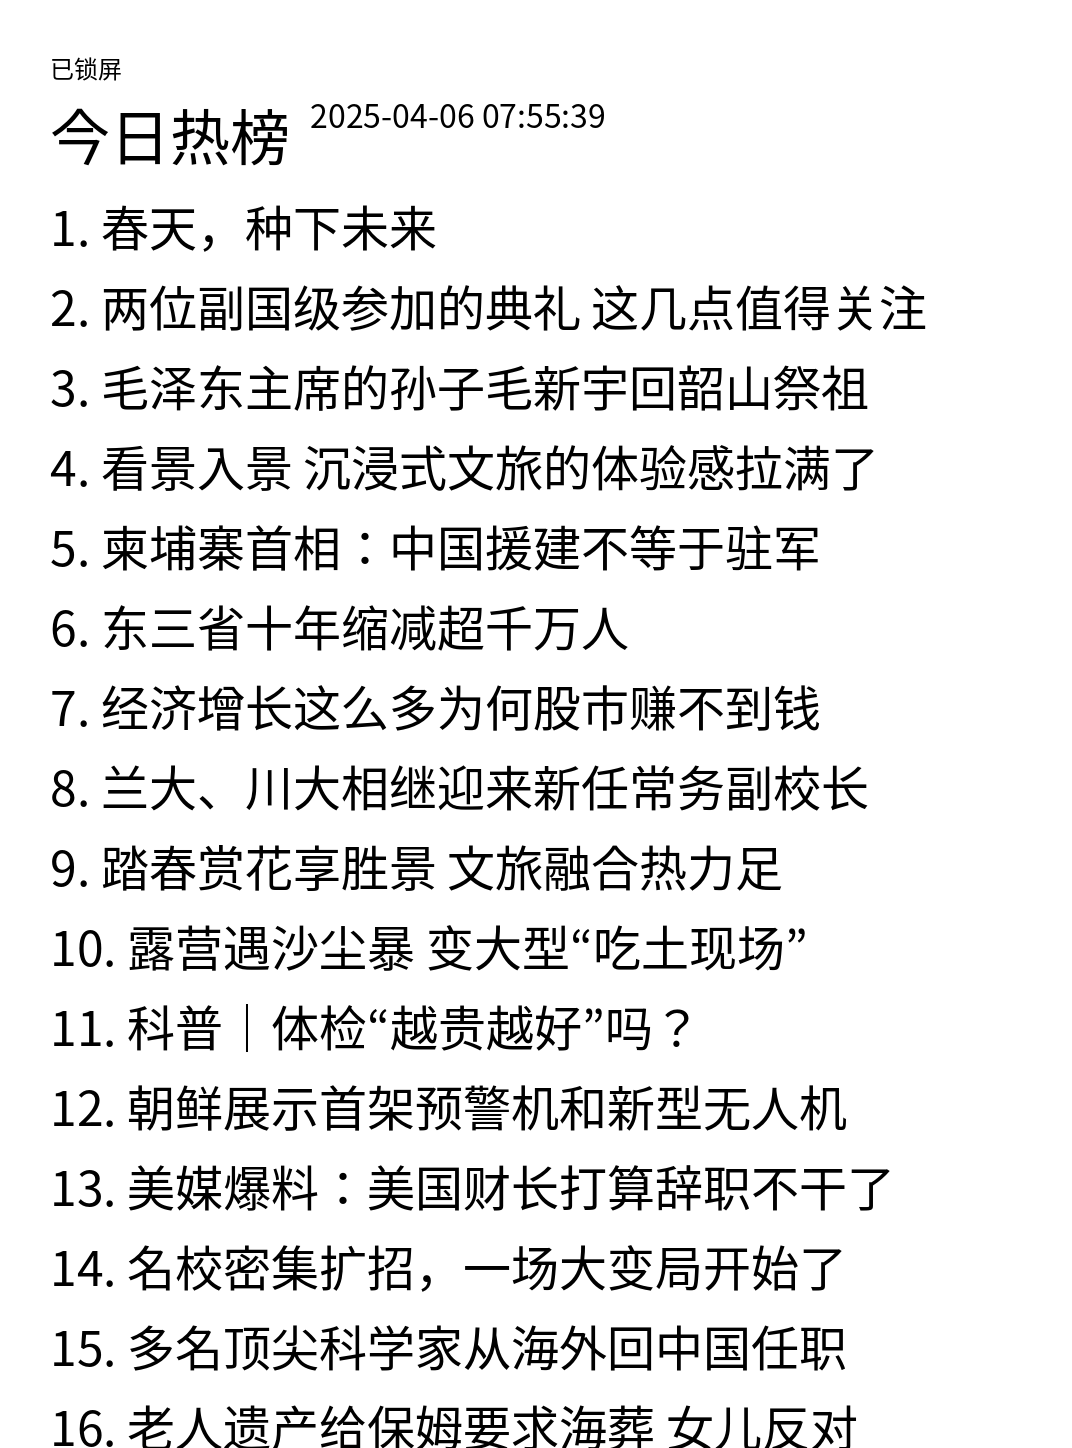 已锁屏
今日热榜 2025-04-06 07:55:39
1. 春天，种下未来
2. 两位副国级参加的典礼 这几点值得关注
3. 毛泽东主席的孙子毛新宇回韶山祭祖
4. 看景入景 沉浸式文旅的体验感拉满了
5. 柬埔寨首相：中国援建不等于驻军
6. 东三省十年缩减超千万人
7. 经济增长这么多为何股市赚不到钱
8. 兰大、川大相继迎来新任常务副校长
9. 踏春赏花享胜景 文旅融合热力足
10. 露营遇沙尘暴 变大型“吃土现场”
11. 科普｜体检“越贵越好”吗？
12. 朝鲜展示首架预警机和新型无人机
13. 美媒爆料：美国财长打算辞职不干了
14. 名校密集扩招，一场大变局开始了
15. 多名顶尖科学家从海外回中国任职
16. 老人遗产给保姆要求海葬 女儿反对